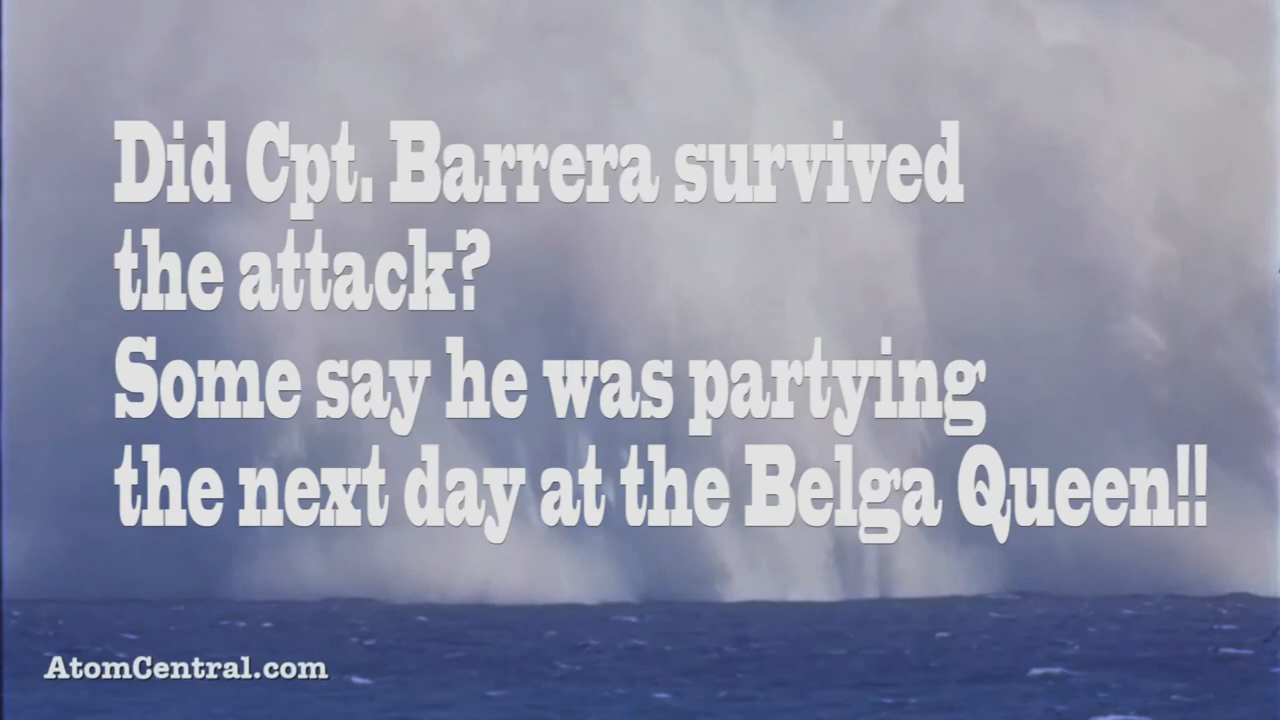 Did Cpt. Barrera survived
the attack?
Some say he was partying
the next day at the Belga Queen!!
AtomCentral.com